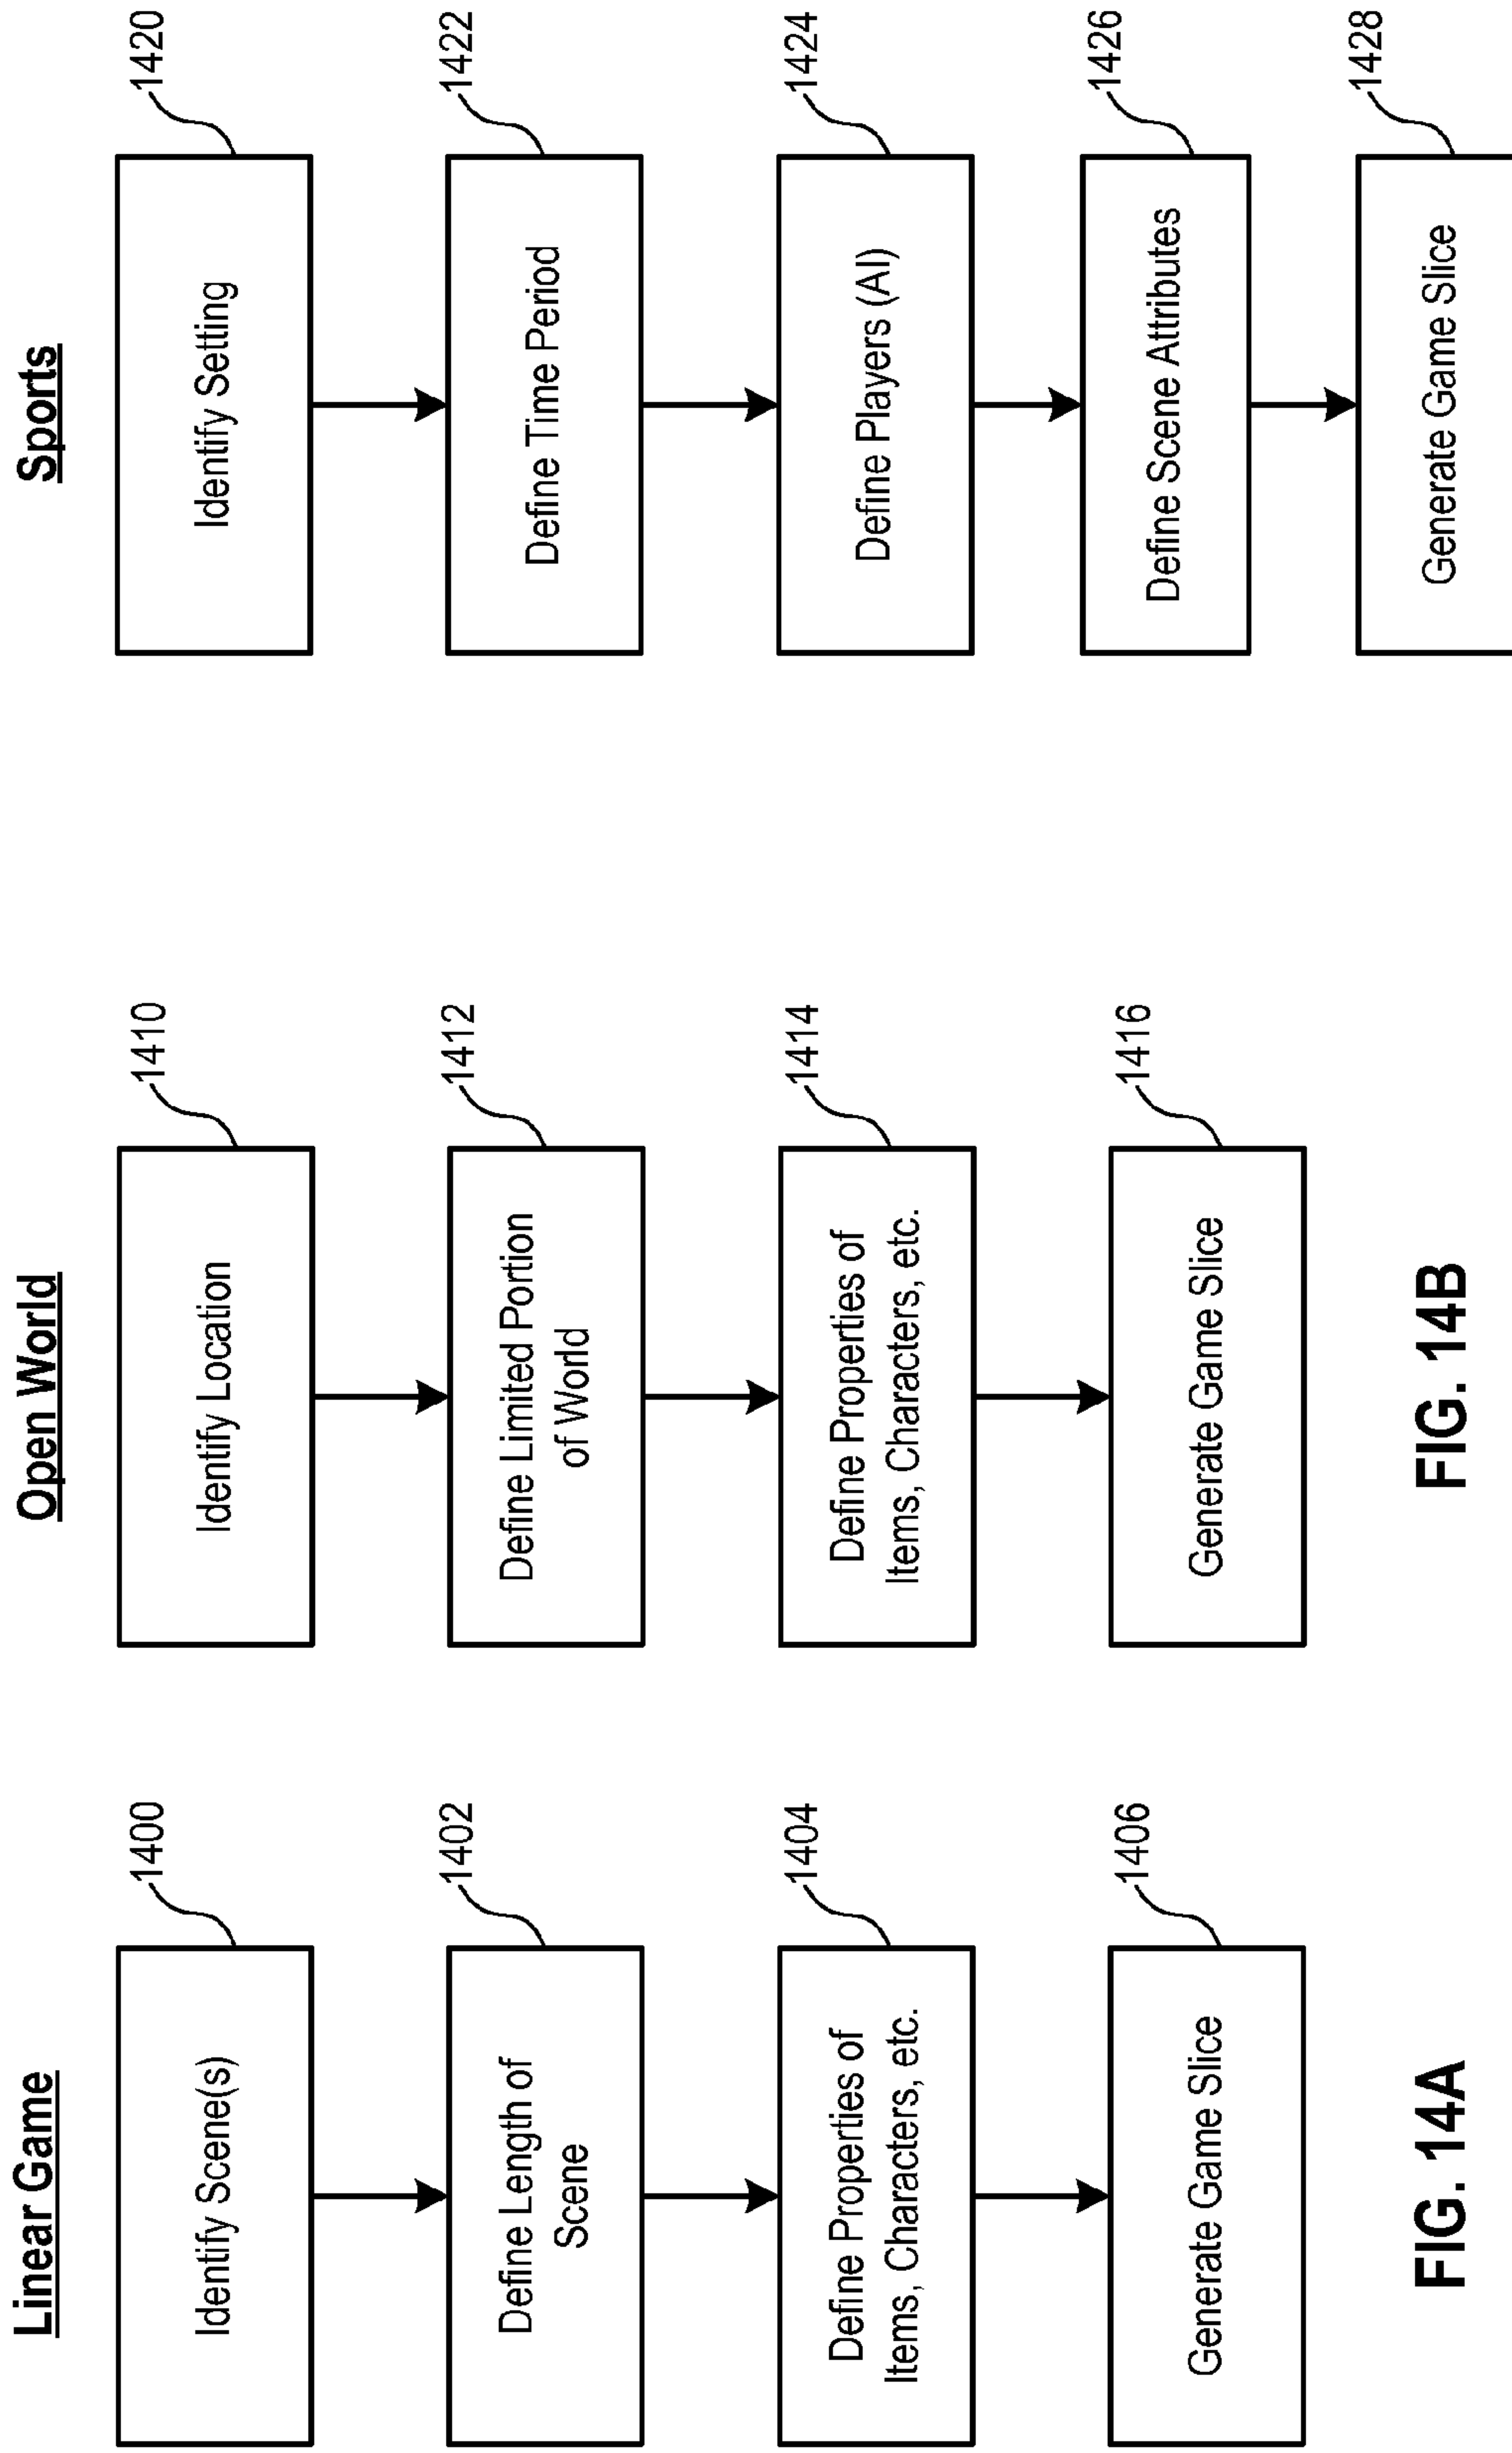 Linear Game
Identify Scene(s)
1400
Define Length of
Scene
1402
Define Properties of
Items, Characters, etc.
1404
Generate Game Slice
1406
FIG. 14A
Open World
Identify Location
1410
Define Limited Portion
of World
1412
Define Properties of
Items, Characters, etc.
1414
Generate Game Slice
1416
FIG. 14B
Sports
Identify Setting
1420
Define Time Period
1422
Define Players (AI)
1424
Define Scene Attributes
1426
Generate Game Slice
1428